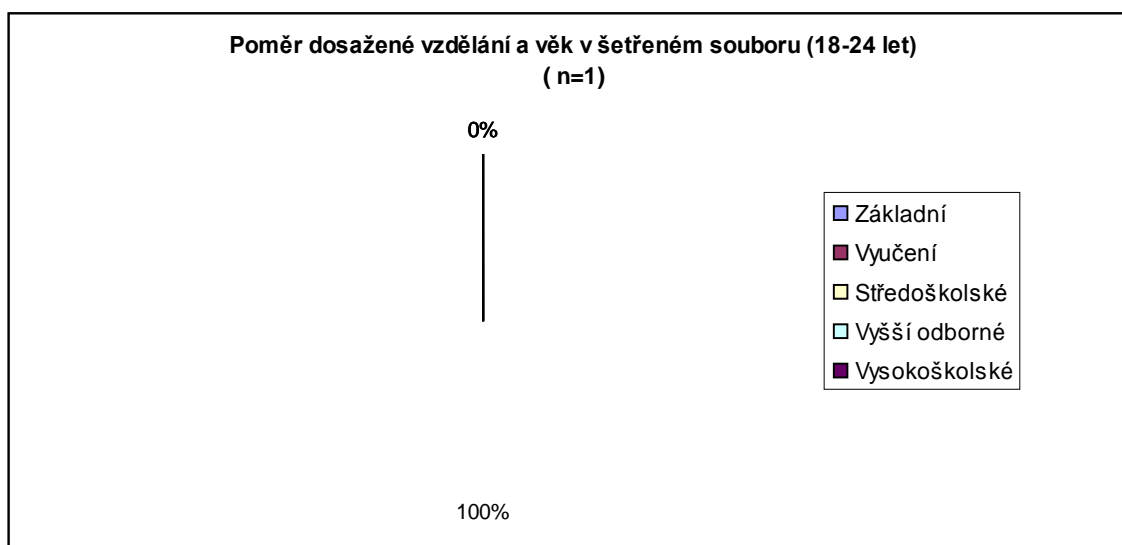 Poměr dosažené vzdělání a věk v šetřeném souboru (18-24 let)
( n=1)
0%
Základní
Vyučení
Středoškolské
Vyšší odborné
Vysokoškolské
100%